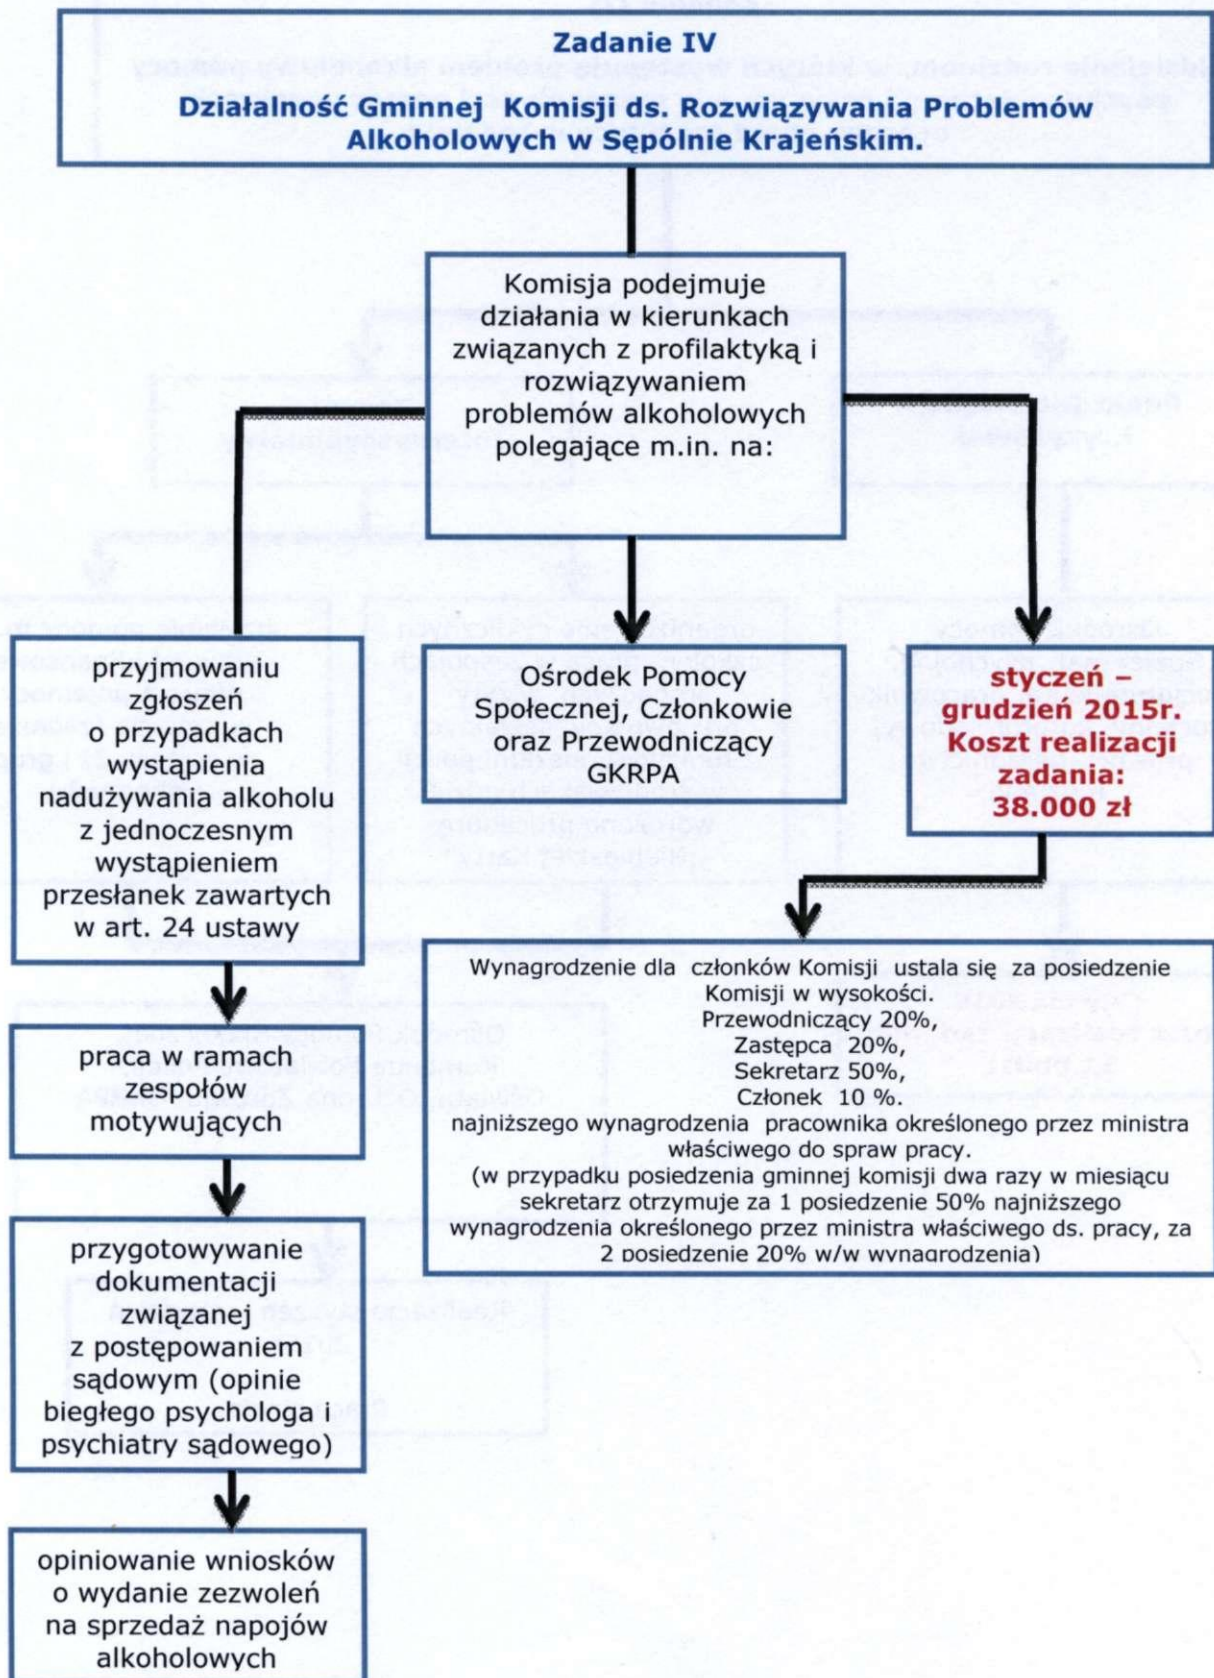 Zadanie IV
Działalność Gminnej Komisji ds. Rozwiązywania Problemów
Alkoholowych w Sępólnie Krajeńskim.
Komisja podejmuje
działania w kierunkach
związanych z profilaktyką i
rozwiązywaniem
problemów alkoholowych
polegające m.in. na:
przyjmowaniu
zgłoszeń
o przypadkach
wystąpienia
nadużywania alkoholu
z jednoczesnym
wystąpieniem
przesłanek zawartych
w art. 24 ustawy
praca w ramach
zespołów
motywujących
przygotowywanie
dokumentacji
związanej
z postępowaniem
sądowym (opinie
biegłego psychologa i
psychiatry sądowego)
opiniowanie wniosków
o wydanie zezwoleń
na sprzedaż napojów
alkoholowych
Ośrodek Pomocy
Społecznej, Członkowie
oraz Przewodniczący
GKRPA
styczeń –
grudzień 2015r.
Koszt realizacji
zadania:
38.000 zł
Wynagrodzenie dla członków Komisji ustala się za posiedzenie
Komisji w wysokości.
Przewodniczący 20%,
Zastępca 20%,
Sekretarz 50%,
Członek 10 %.
najniższego wynagrodzenia pracownika określonego przez ministra
właściwego do spraw pracy.
(w przypadku posiedzenia gminnej komisji dwa razy w miesiącu
sekretarz otrzymuje za 1 posiedzenie 50% najniższego
wynagrodzenia określonego przez ministra właściwego ds. pracy, za
2 posiedzenie 20% w/w wynagrodzenia)